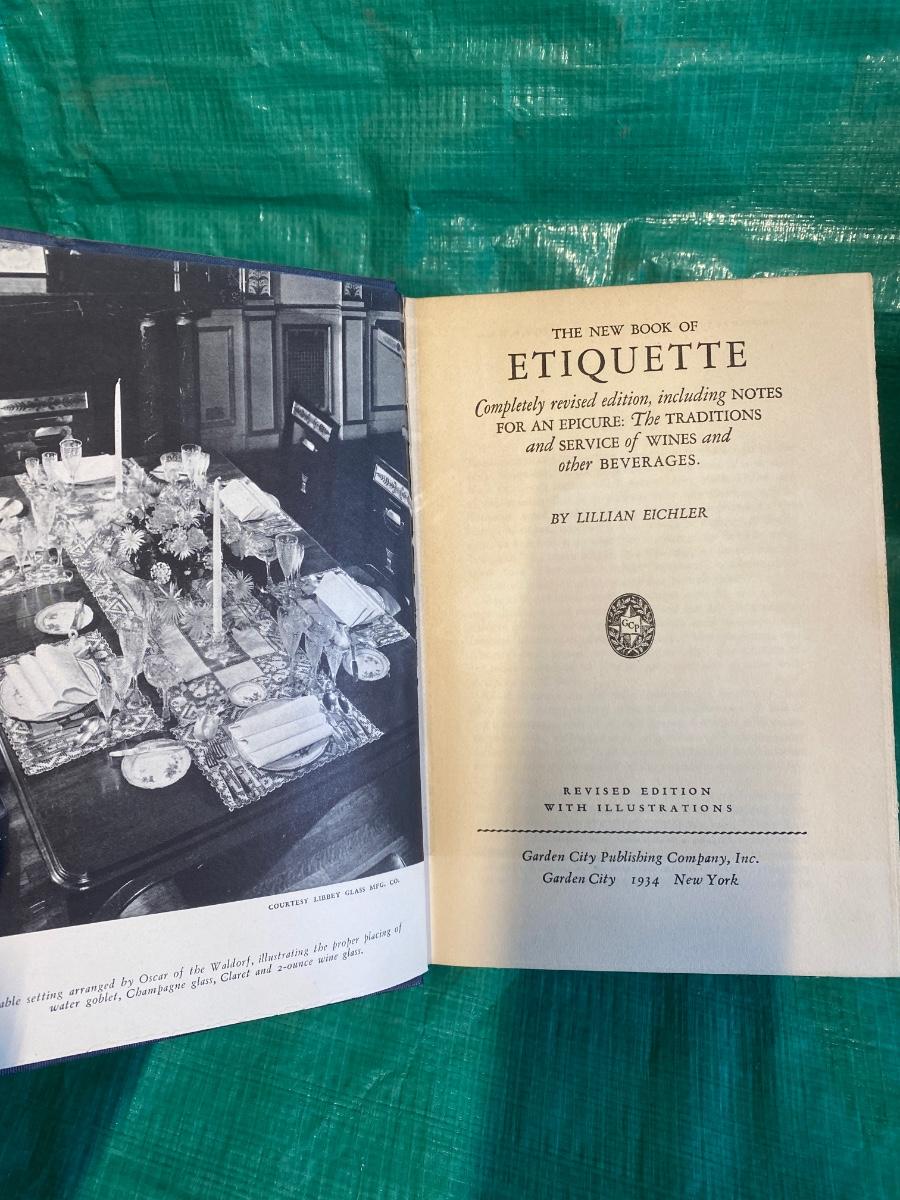 COURTESY LIBBEY GLASS MFG. CO.
setting arranged by Oscar of the Waldorf, illustrating the proper placing of
water goblet, Champagne glass, Claret and 2-ounce wine glass.
THE NEW BOOK OF
ETIQUETTE
Completely revised edition, including NOTES
FOR AN EPICURE: The TRADITIONS
and SERVICE of WINES and
other BEVERAGES.
BY LILLIAN EICHLER
GCP
REVISED EDITION
WITH ILLUSTRATIONS
Garden City Publishing Company, Inc.
Garden City 1934 New York